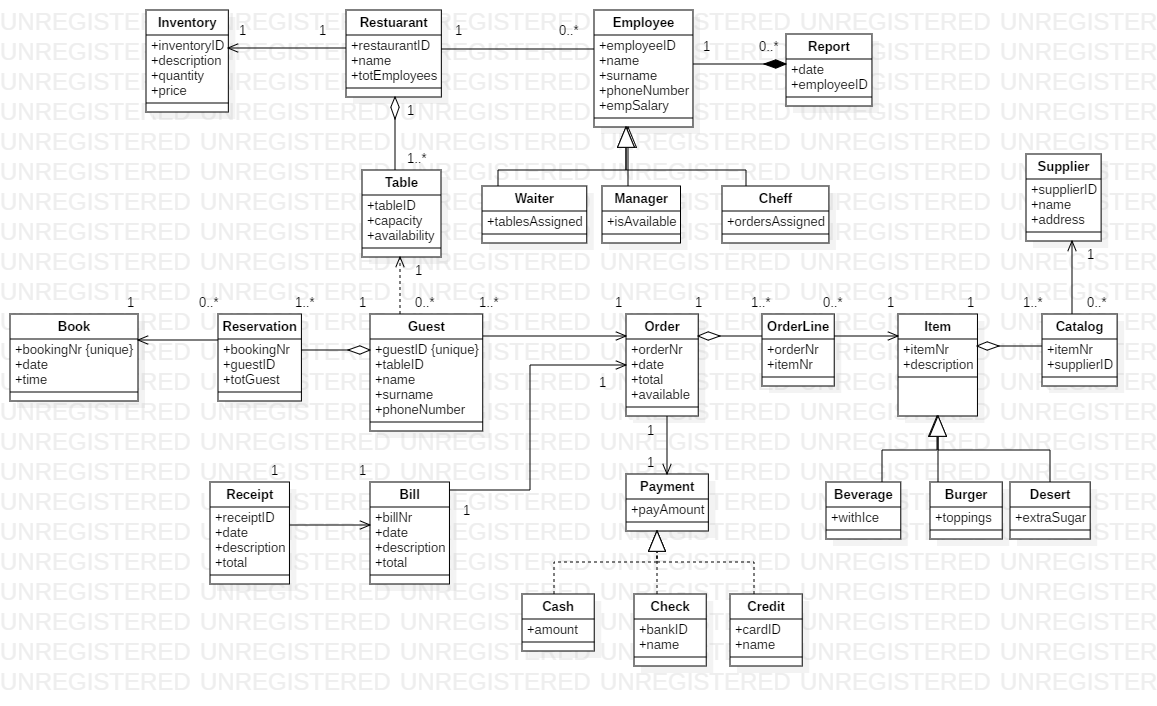 Inventory
+inventoryID
+description
+quantity
+price
1
1
Restuarant
+restaurantID
+name
+totEmployees
1
0..*
Employee
+employeeID
+name
+surname
+phoneNumber
+empSalary
1
0..*
Report
+date
+employeeID
1
1..*
Table
+tableID
+capacity
+availability
Waiter
+tablesAssigned
Manager
+isAvailable
Cheff
+ordersAssigned
Supplier
+supplierID
+name
+address
1
1
0..*
1..*
1
0..*
1..*
1
1
1..*
0..*
1
1
1..*
0..*
1
Book
+bookingNr {unique}
+date
+time
Reservation
+bookingNr
+guestID
+totGuest
Guest
+guestID {unique}
+tableID
+name
+surname
+phoneNumber
Order
+orderNr
+date
+total
+available
OrderLine
+orderNr
+itemNr
Item
+itemNr
+description
Catalog
+itemNr
+supplierID
1
1
1
1
1
1
Receipt
+receiptID
+date
+description
+total
Bill
+billNr
+date
+description
+total
Payment
+payAmount
Beverage
+withIce
Burger
+toppings
Desert
+extraSugar
Cash
+amount
Check
+bankID
+name
Credit
+cardID
+name
UNREGISTERED